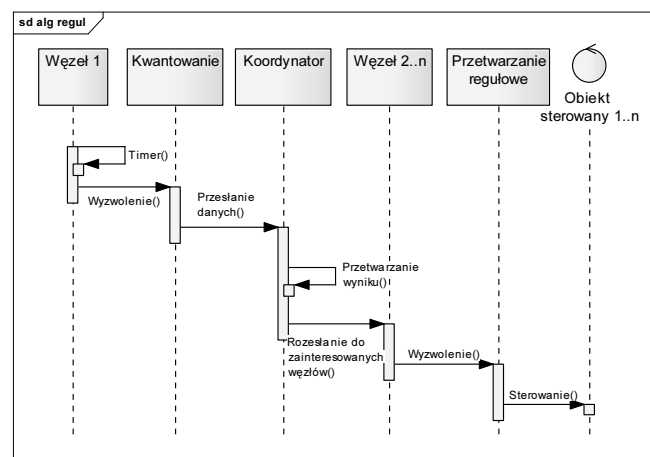 sd alg regul
Węzeł 1
Kwantowanie
Koordynator
Węzeł 2..n
Przetwarzanie
regułowe
Obiekt
sterowany 1..n
Timer()
Wyzwolenie()
Przesłanie
danych()
Przetwarzanie
wyniku()
Rozesłanie do
zainteresowanych
węzłów()
Wyzwolenie()
Sterowanie()